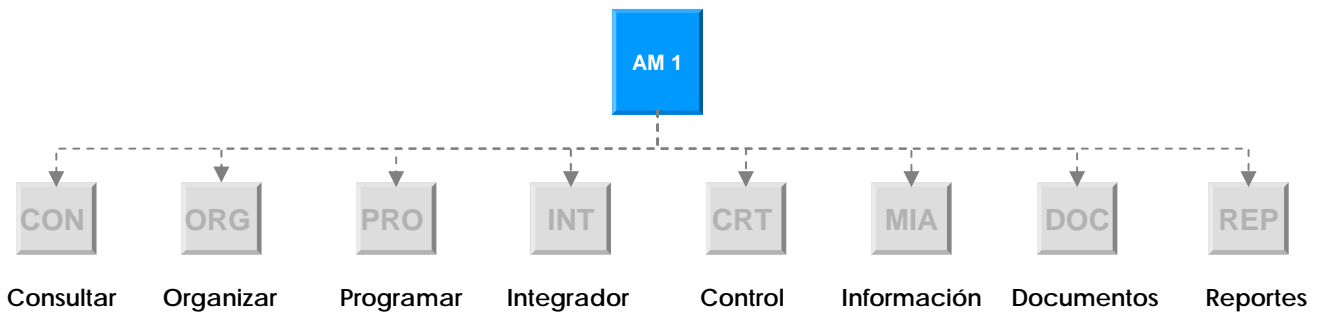 AM 1
CON ORG PRO INT CRT MIA DOC REP
Consultar Organizar Programar Integrador Control Información Documentos Reportes